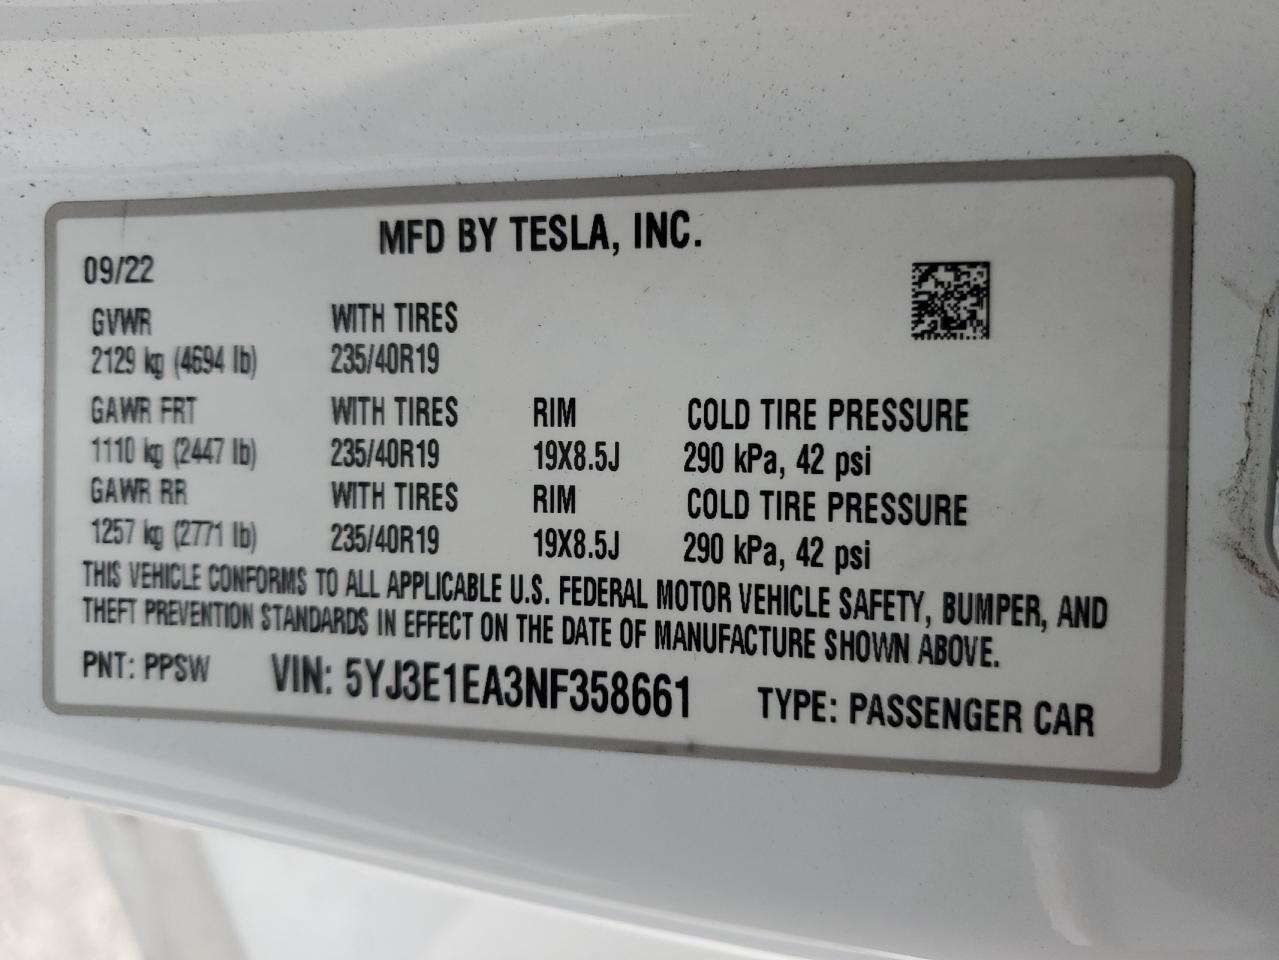 MFD BY TESLA, INC.
09/22
GVWR WITH TIRES
2129 kg (4694 lb) 235/40R19
GAWR FRT WITH TIRES RIM COLD TIRE PRESSURE
1110 kg (2447 lb) 235/40R19 19X8.5J 290 kPa, 42 psi
GAWR RR WITH TIRES RIM COLD TIRE PRESSURE
1257 kg (2771 lb) 235/40R19 19X8.5J 290 kPa, 42 psi
THIS VEHICLE CONFORMS TO ALL APPLICABLE U.S. FEDERAL MOTOR VEHICLE SAFETY, BUMPER, AND
THEFT PREVENTION STANDARDS IN EFFECT ON THE DATE OF MANUFACTURE SHOWN ABOVE.
PNT: PPSW VIN: 5YJ3E1EA3NF358661 TYPE: PASSENGER CAR